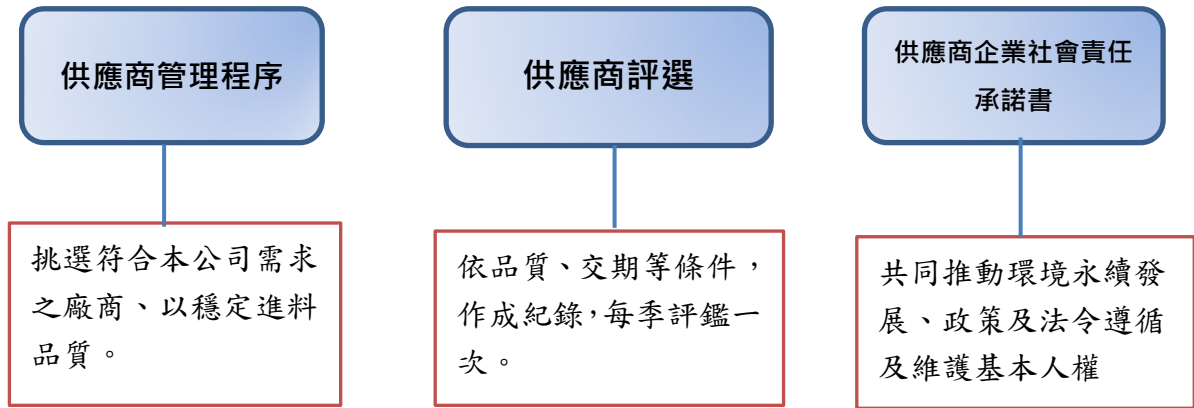 供應商管理程序
挑選符合本公司需求
之廠商、以穩定進料
品質。
供應商評選
依品質、交期等條件，
作成紀錄，每季評鑑一
次。
供應商企業社會責任
承諾書
共同推動環境永續發
展、政策及法令遵循
及維護基本人權